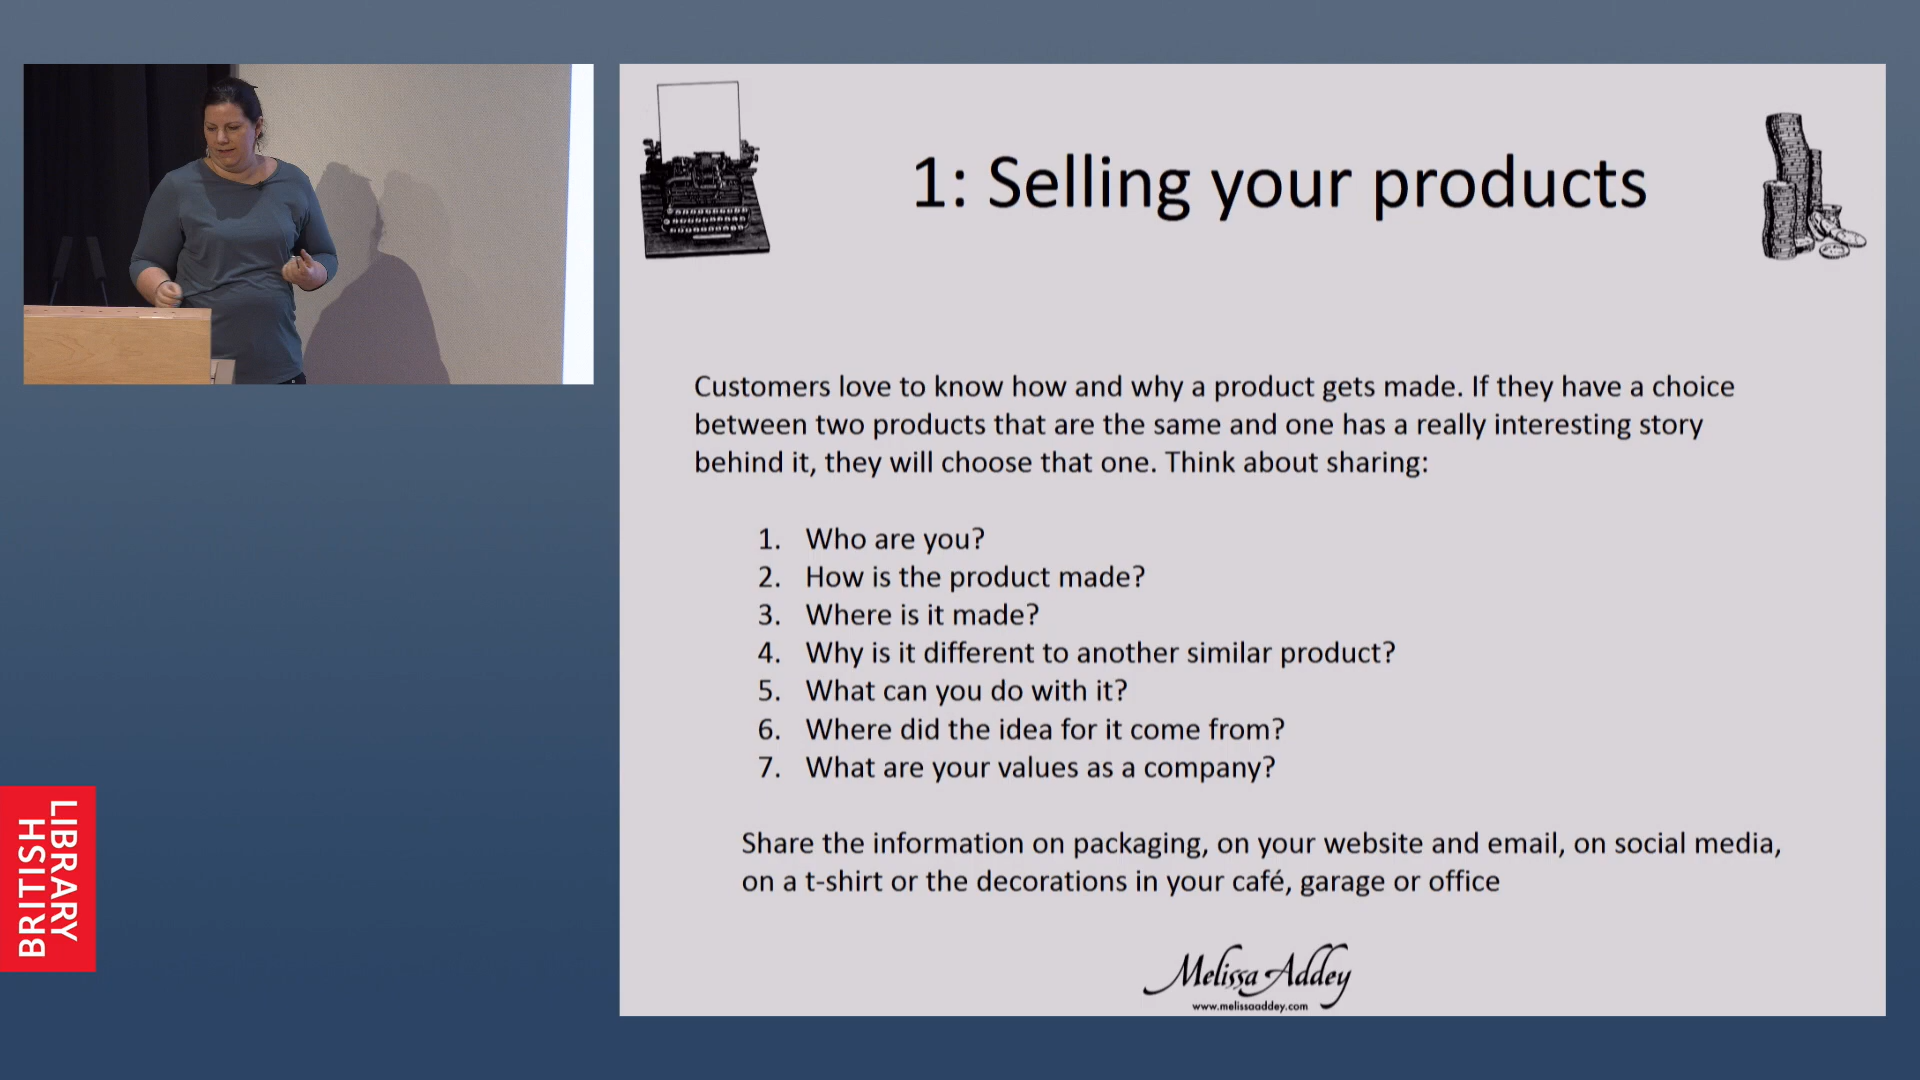 1: Selling your products
Customers love to know how and why a product gets made. If they have a choice
between two products that are the same and one has a really interesting story
behind it, they will choose that one. Think about sharing:
1. Who are you?
2. How is the product made?
3. Where is it made?
4. Why is it different to another similar product?
5. What can you do with it?
6. Where did the idea for it come from?
7. What are your values as a company?
Share the information on packaging, on your website and email, on social media,
on a t-shirt or the decorations in your café, garage or office
Melissa Addey
www.melissaaddey.com
BRITISH
LIBRARY